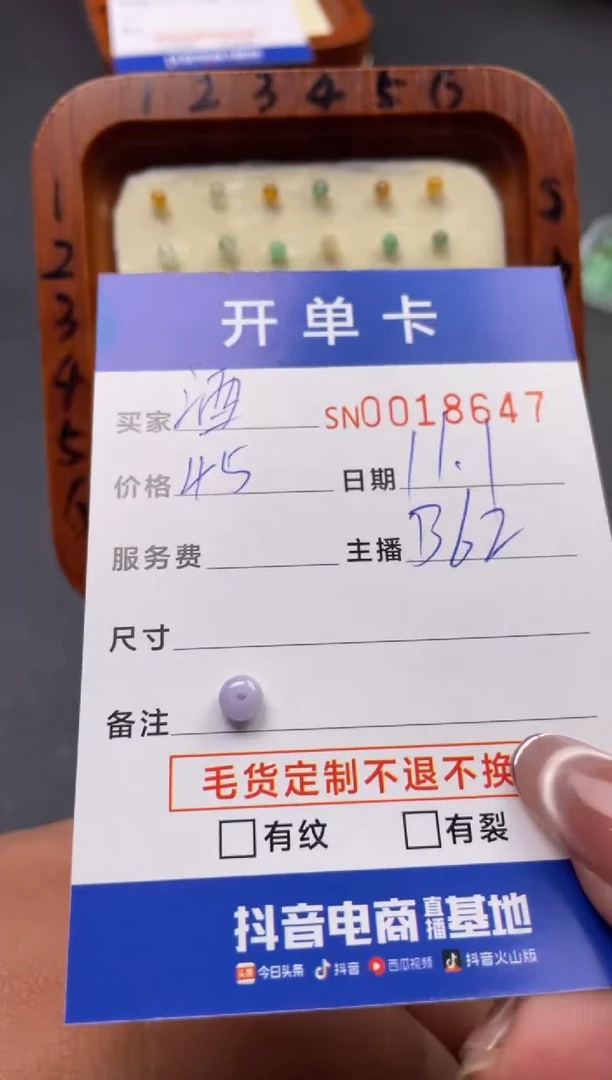 1 2 3 4 5 6
1
2
3
4
5
6
开单卡
买家 酒 SN0018647
价格 45 日期 11.1
服务费 主播 B62
尺寸
备注
毛货定制不退不换
有纹 有裂
抖音电商直播基地
头条 今日头条 抖音 西瓜视频 抖音火山版